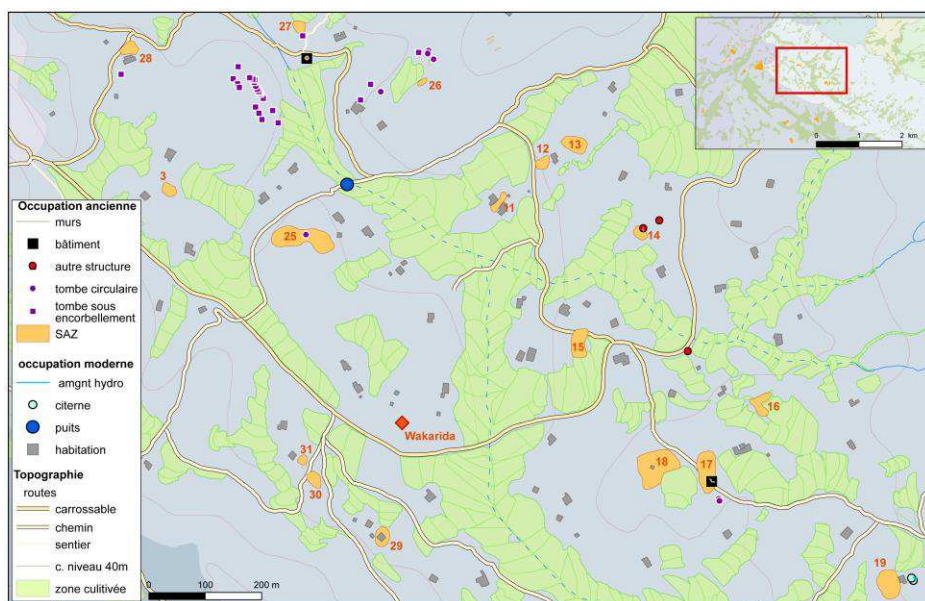 27
28
26
0 1 2 km
13
12
3
11
Occupation ancienne
murs
bâtiment
autre structure
tombe circulaire
tombe sous
encorbellement
SAZ
25
14
occupation moderne
amgnt hydro
citerne
puits
habitation
15
16
Wakarida
Topographie
routes
carrossable
chemin
sentier
c. niveau 40m
zone culitivée
31
30
18
17
29
19
0 100 200 m